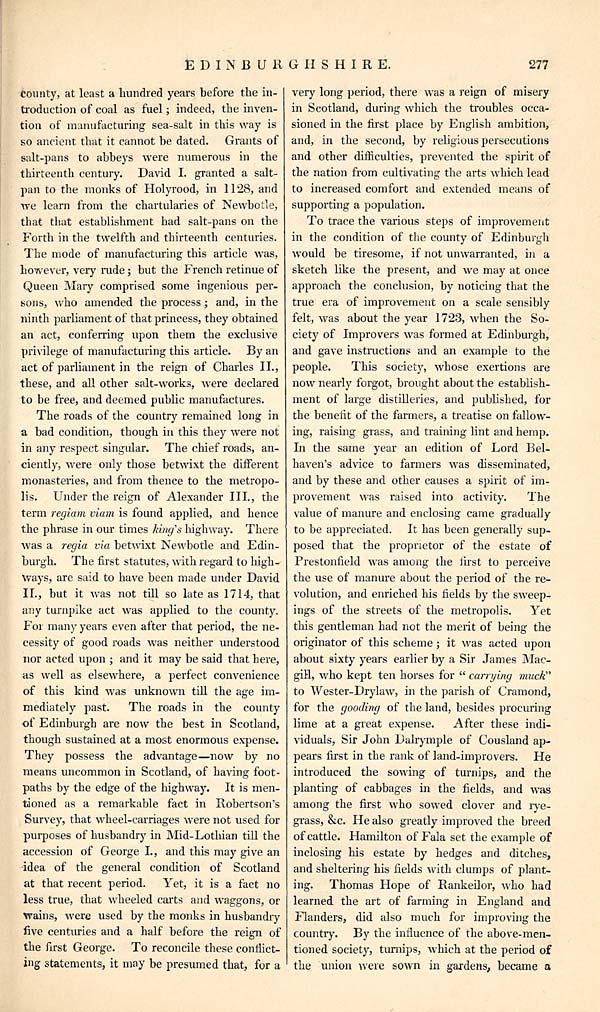 EDINBURGHSHIRE.
277
county, at least a hundred years before the in-
troduction of coal as fuel; indeed, the inven-
tion of manufacturing sea-salt in this way is
so ancient that it cannot be dated. Grants of
salt-pans to abbeys were numerous in the
thirteenth century. David I. granted a salt-
pan to the monks of Holyrood, in 1128, and
we learn from the chartularies of Newbotle,
that that establishment had salt-pans on the
Forth in the twelfth and thirteenth centuries.
The mode of manufacturing this article was,
however, very rude; but the French retinue of
Queen Mary comprised some ingenious per-
sons, who amended the process; and, in the
ninth parliament of that princess, they obtained
an act, conferring upon them the exclusive
privilege of manufacturing this article. By an
act of parliament in the reign of Charles II.,
these, and all other salt-works, were declared
to be free, and deemed public manufactures.
The roads of the country remained long in
a bad condition, though in this they were not
in any respect singular. The chief roads, an-
ciently, were only those betwixt the different
monasteries, and from thence to the metropo-
lis. Under the reign of Alexander III., the
term regiam viam is found applied, and hence
the phrase in our times king's highway. There
was a regia via betwixt Newbotle and Edin-
burgh. The first statutes, with regard to high-
ways, are said to have been made under David
II., but it was not till so late as 1714, that
any turnpike act was applied to the county.
For many years even after that period, the ne-
cessity of good roads was neither understood
nor acted upon; and it may be said that here,
as well as elsewhere, a perfect convenience
of this kind was unknown till the age im-
mediately past. The roads in the county
of Edinburgh are now the best in Scotland,
though sustained at a most enormous expense.
They possess the advantage—now by no
means uncommon in Scotland, of having foot-
paths by the edge of the highway. It is men-
tioned as a remarkable fact in Robertson's
Survey, that wheel-carriages were not used for
purposes of husbandry in Mid-Lothian till the
accession of George I., and this may give an
idea of the general condition of Scotland
at that recent period. Yet, it is a fact no
less true, that wheeled carts and waggons, or
wains, were used by the monks in husbandry
five centuries and a half before the reign of
the first George. To reconcile these conflict-
ing statements, it may be presumed that, for a
very long period, there was a reign of misery
in Scotland, during which the troubles occa-
sioned in the first place by English ambition,
and, in the second, by religious persecutions
and other difficulties, prevented the spirit of
the nation from cultivating the arts which lead
to increased comfort and extended means of
supporting a population.
To trace the various steps of improvement
in the condition of the county of Edinburgh
would be tiresome, if not unwarranted, in a
sketch like the present, and we may at once
approach the conclusion, by noticing that the
true era of improvement on a scale sensibly
felt, was about the year 1723, when the So-
ciety of Improvers was formed at Edinburgh,
and gave instructions and an example to the
people. This society, whose exertions are
now nearly forgot, brought about the establish-
ment of large distilleries, and published, for
the benefit of the farmers, a treatise on fallow-
ing, raising grass, and training lint and hemp.
In the same year an edition of Lord Bel-
haven's advice to farmers was disseminated,
and by these and other causes a spirit of im-
provement was raised into activity. The
value of manure and enclosing came gradually
to be appreciated. It has been generally sup-
posed that the proprietor of the estate of
Prestonfield was among the first to perceive
the use of manure about the period of the re-
volution, and enriched his fields by the sweep-
ings of the streets of the metropolis. Yet
this gentleman had not the merit of being the
originator of this scheme; it was acted upon
about sixty years earlier by a Sir James Mac-
gill, who kept ten horses for "carrying muck"
to Wester-Drylaw, in the parish of Cramond,
for the gooding of the land, besides procuring
lime at a great expense. After these indi-
viduals, Sir John Dalrymple of Cousland ap-
pears first in the rank of land-improvers. He
introduced the sowing of turnips, and the
planting of cabbages in the fields, and was
among the first who sowed clover and rye-
grass, &c. He also greatly improved the breed
of cattle. Hamilton of Fala set the example of
inclosing his estate by hedges and ditches,
and sheltering his fields with clumps of plant-
ing. Thomas Hope of Rankeilor, who had
learned the art of farming in England and
Flanders, did also much for improving the
country. By the influence of the above-men-
tioned society, turnips, which at the period of
the union were sown in gardens, became a